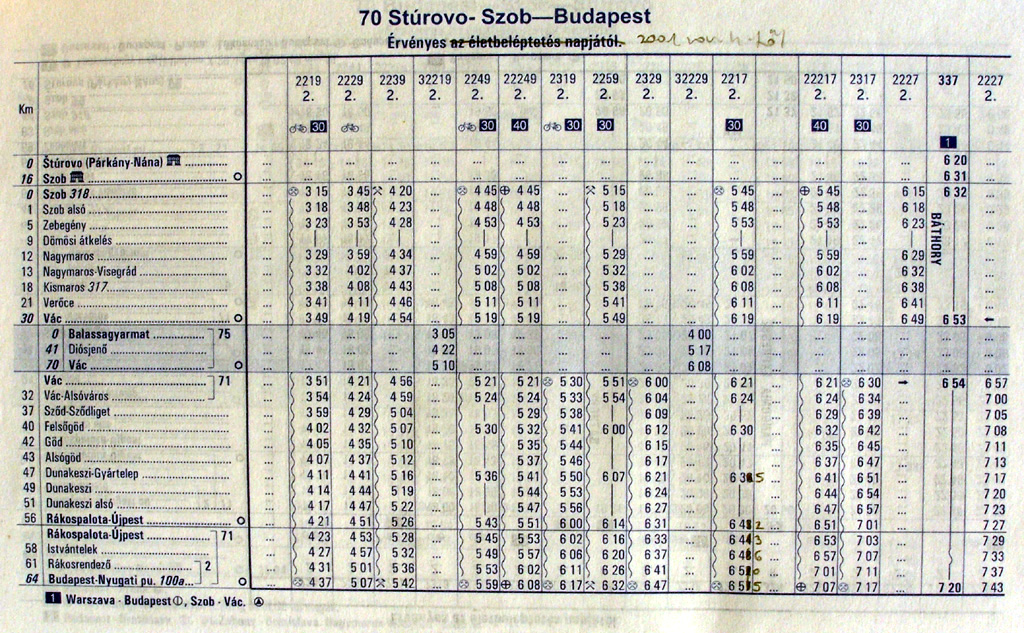 70 Stúrovo- Szob—Budapest
Érvényes az életbeléptetés napjától. 2001
Km 2219 2229 2239 32219 2249 22249 2319 2259 2329 32229 2217 22217 2317 2227 337 2227
2. 2. 2. 2. 2. 2. 2. 2. 2. 2. 2. 2. 2. 2. 2.
30 30 40 30 30 30 40 30
1
0 Štúrovo (Párkány-Nána) ............... ... ... ... ... ... ... ... ... ... ... ... ... ... ... 6 20 ...
16 Szob ... ... ... ... ... ... ... ... ... ... ... ... ... ... ... 6 31 ...
0 Szob 318 ... 3 15 3 45 4 20 ... 4 45 4 45 ... 5 15 ... ... 5 45 5 45 ... 6 15 6 32 ...
1 Szob alsó ... 3 18 3 48 4 23 ... 4 48 4 48 ... 5 18 ... ... 5 48 5 48 ... 6 18 ...
5 Zebegény ... 3 23 3 53 4 28 ... 4 53 4 53 ... 5 23 ... ... 5 53 5 53 ... 6 23 ...
9 Dömösi átkelés ... | | | ... | | ... | ... ... | | ... | ...
12 Nagymaros ... 3 29 3 59 4 34 ... 4 59 4 59 ... 5 29 ... ... 5 59 5 59 ... 6 29 ...
13 Nagymaros-Visegrád ... 3 32 4 02 4 37 ... 5 02 5 02 ... 5 32 ... ... 6 02 6 02 ... 6 32 ...
18 Kismaros 317 ... 3 38 4 08 4 43 ... 5 08 5 08 ... 5 38 ... ... 6 08 6 08 ... 6 38 ...
21 Verőce ... 3 41 4 11 4 46 ... 5 11 5 11 ... 5 41 ... ... 6 11 6 11 ... 6 41 ...
30 Vác ... 3 49 4 19 4 54 ... 5 19 5 19 ... 5 49 ... ... 6 19 6 19 ... 6 49 6 53 ←
BÁTHORY
0 Balassagyarmat 75 ... ... ... ... 3 05 ... ... ... ... ... 4 00 ... ... ... ... ... ...
41 Diósjenő ... ... ... ... 4 22 ... ... ... ... ... 5 17 ... ... ... ... ... ...
70 Vác ... ... ... ... 5 10 ... ... ... ... ... 6 08 ... ... ... ... ... ...
Vác 71 ... 3 51 4 21 4 56 ... 5 21 5 21 5 30 5 51 6 00 ... 6 21 6 21 6 30 → 6 54 6 57
32 Vác-Alsóváros ... 3 54 4 24 4 59 ... 5 24 5 24 5 33 5 54 6 04 ... 6 24 6 24 6 34 ... 7 00
37 Sződ-Sződliget ... 3 59 4 29 5 04 ... | 5 29 5 38 | 6 09 ... | 6 29 6 39 ... 7 05
40 Felsőgöd ... 4 02 4 32 5 07 ... 5 30 5 32 5 41 6 00 6 12 ... 6 30 6 32 6 42 ... 7 08
42 Göd ... 4 05 4 35 5 10 ... | 5 35 5 44 | 6 15 ... | 6 35 6 45 ... 7 11
43 Alsógöd ... 4 07 4 37 5 12 ... | 5 37 5 46 | 6 17 ... | 6 37 6 47 ... 7 13
47 Dunakeszi-Gyártelep ... 4 11 4 41 5 16 ... 5 36 5 41 5 50 6 07 6 21 ... 6 35 6 41 6 51 ... 7 17
49 Dunakeszi ... 4 14 4 44 5 19 ... | 5 44 5 53 | 6 24 ... | 6 44 6 54 ... 7 20
51 Dunakeszi alsó ... 4 17 4 47 5 22 ... | 5 47 5 56 | 6 27 ... | 6 47 6 57 ... 7 23
56 Rákospalota-Újpest ... 4 21 4 51 5 26 ... 5 43 5 51 6 00 6 14 6 31 ... 6 42 6 51 7 01 ... 7 27
Rákospalota-Újpest 71 ... 4 23 4 53 5 28 ... 5 45 5 53 6 02 6 16 6 33 ... 6 43 6 53 7 03 ... 7 29
58 Istvántelek ... 4 27 4 57 5 32 ... 5 49 5 57 6 06 6 20 6 37 ... 6 46 6 57 7 07 ... 7 33
61 Rákosrendező 2 ... 4 31 5 01 5 36 ... 5 53 6 02 6 11 6 26 6 41 ... 6 50 7 01 7 11 ... 7 37
64 Budapest-Nyugati pu. 100a... ... 4 37 5 07 5 42 ... 5 59 6 08 6 17 6 32 6 47 ... 6 55 7 07 7 17 ... 7 20 7 43
1 Warszava - Budapest, Szob - Vác.